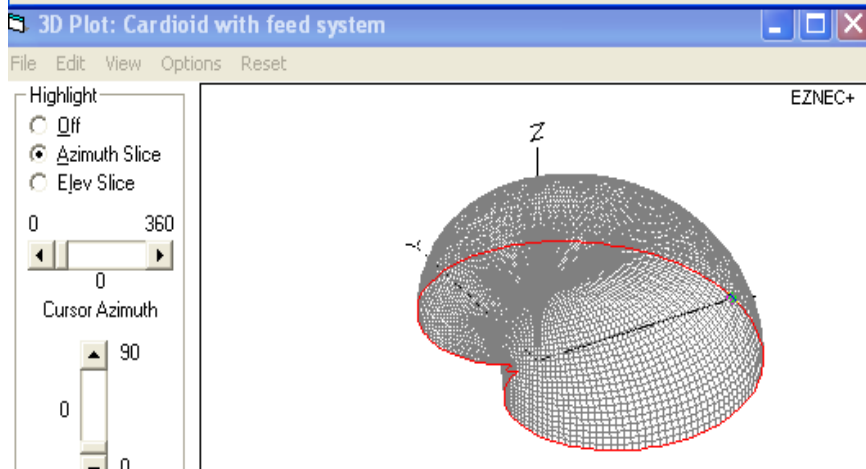 3D Plot: Cardioid with feed system
File Edit View Options Reset
Highlight
Off
Azimuth Slice
Elev Slice
0 360
0
Cursor Azimuth
90
0
0
EZNEC+
Z
Y